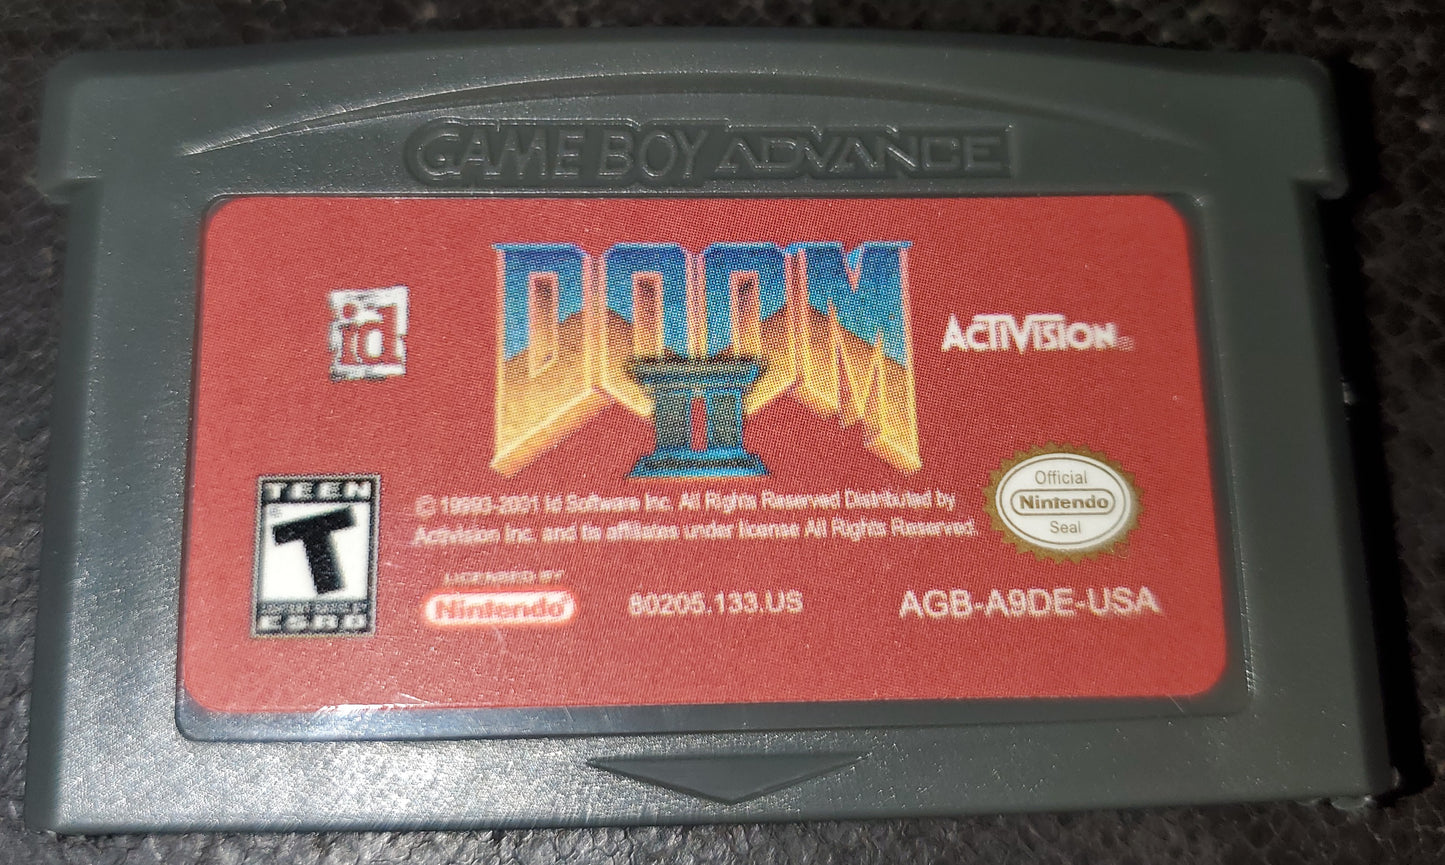 GAME BOY ADVANCE
id
DOOM
II
ACTIVISION
© 19993-2001 Id Software Inc. All Rights Reserved Distributed by
Activision Inc. and its affiliates under license All Rights Reserved.
TEEN
T
ESRB
LICENSED BY
Nintendo
80205.133.US
Official
Nintendo
Seal
AGB-A9DE-USA